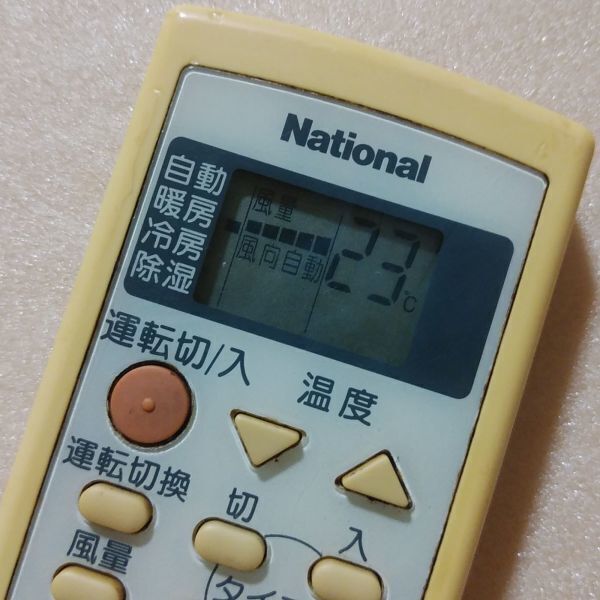 National
自動
暖房
冷房
除湿
風量
風向自動
23℃
運転切/入
温度
運転切換
切
入
風量